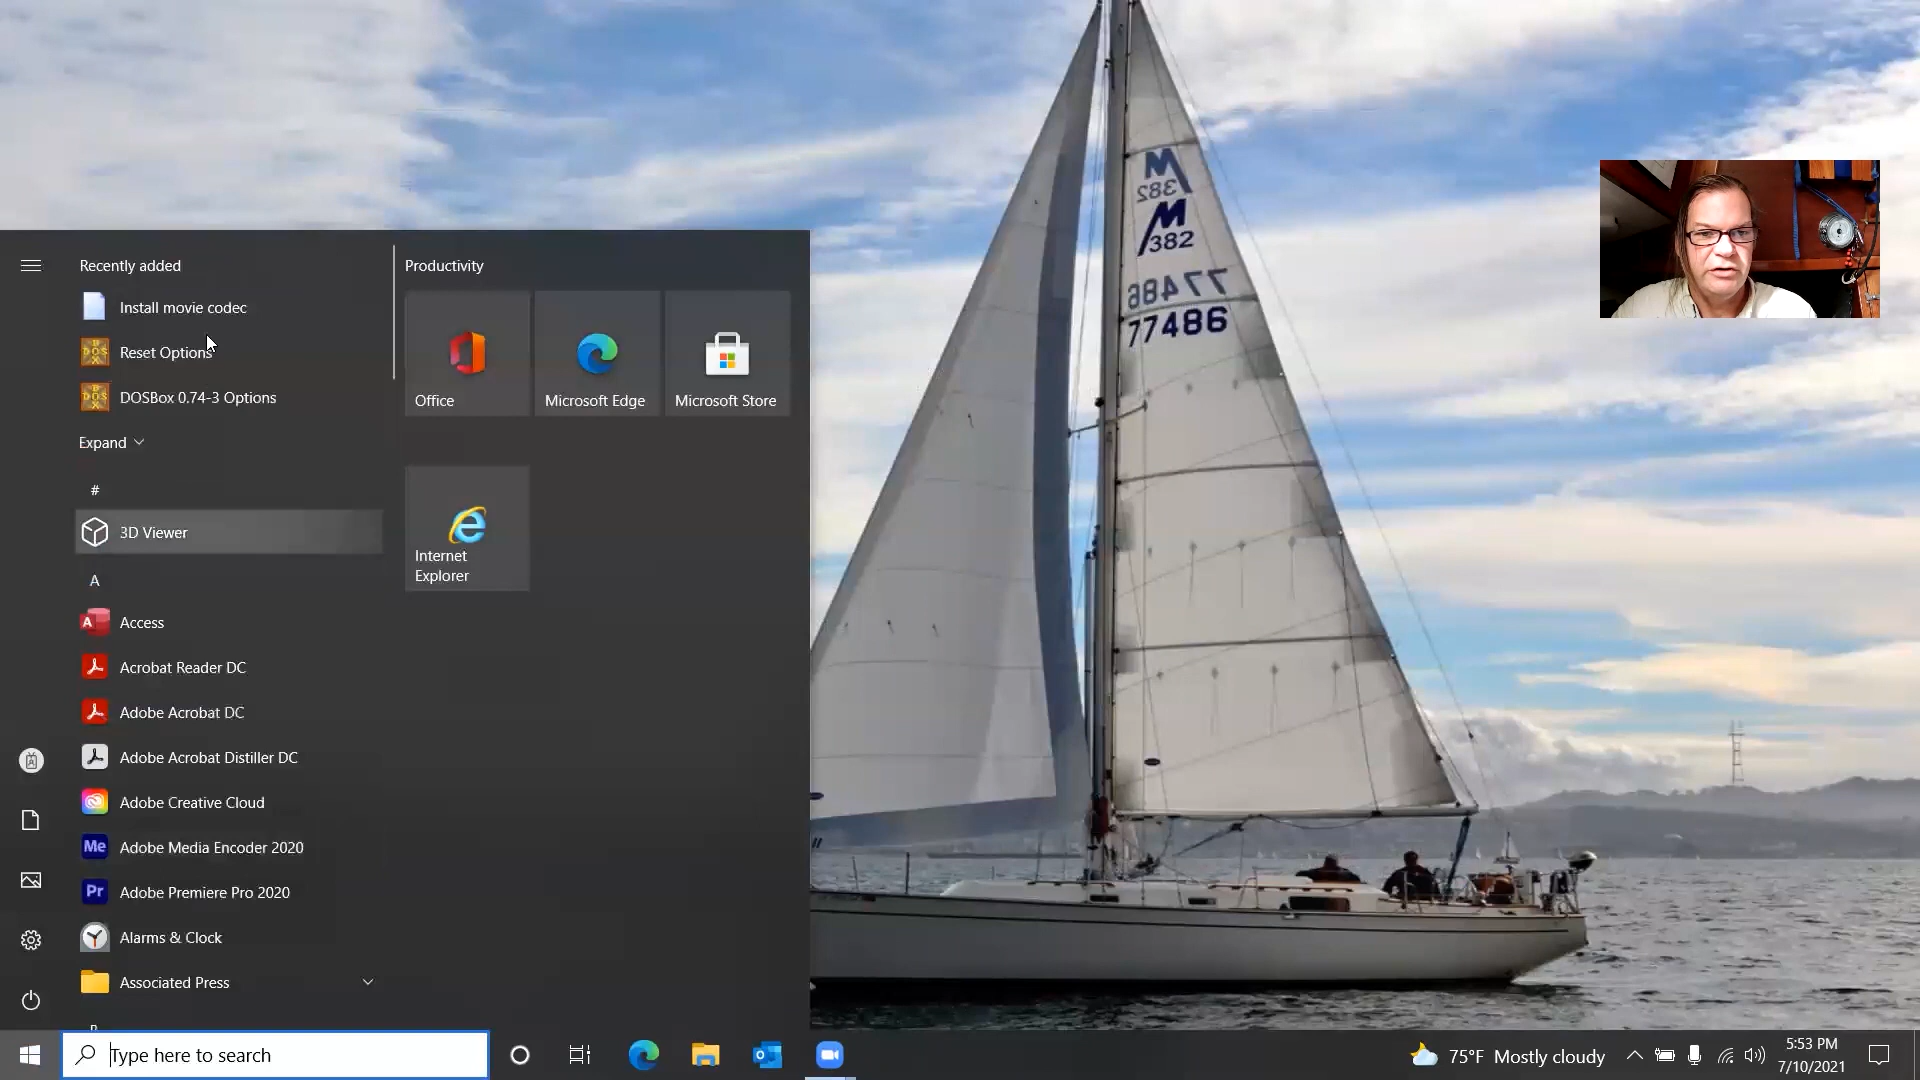 Recently added
Install movie codec
Reset Options
DOSBox 0.74-3 Options
Expand
#
3D Viewer
A
Access
Acrobat Reader DC
Adobe Acrobat DC
Adobe Acrobat Distiller DC
Adobe Creative Cloud
Me
Adobe Media Encoder 2020
Pr
Adobe Premiere Pro 2020
Alarms & Clock
Associated Press
Productivity
Office
Microsoft Edge
Microsoft Store
Internet
Explorer
M
382
M
382
77486
77486
Type here to search
75°F Mostly cloudy
5:53 PM
7/10/2021